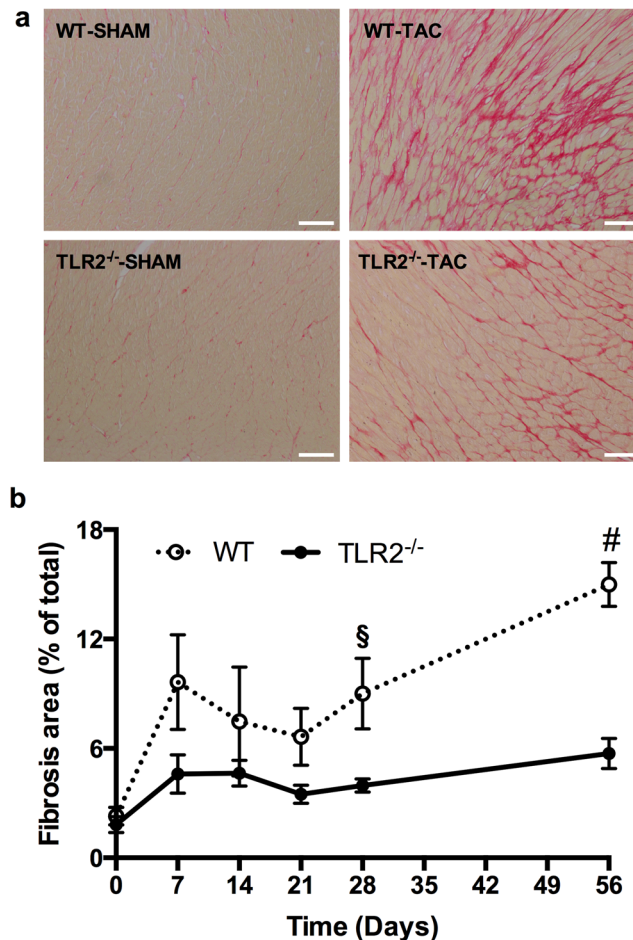 a
WT-SHAM
WT-TAC
TLR2-/--SHAM
TLR2-/--TAC
b
18
12
6
0
Fibrosis area (% of total)
WT
TLR2-/-
§
#
0 7 14 21 28 35 42 49 56
Time (Days)